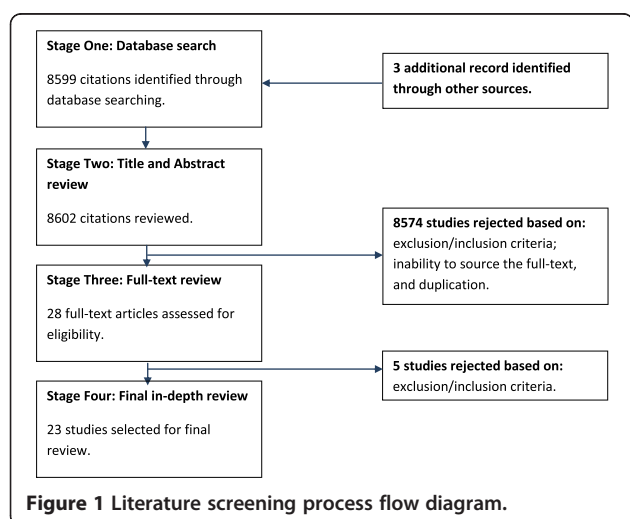 Stage One: Database search
8599 citations identified through
database searching.
3 additional record identified
through other sources.
Stage Two: Title and Abstract
review
8602 citations reviewed.
8574 studies rejected based on:
exclusion/inclusion criteria;
inability to source the full-text,
and duplication.
Stage Three: Full-text review
28 full-text articles assessed for
eligibility.
5 studies rejected based on:
exclusion/inclusion criteria.
Stage Four: Final in-depth review
23 studies selected for final
review.
Figure 1 Literature screening process flow diagram.